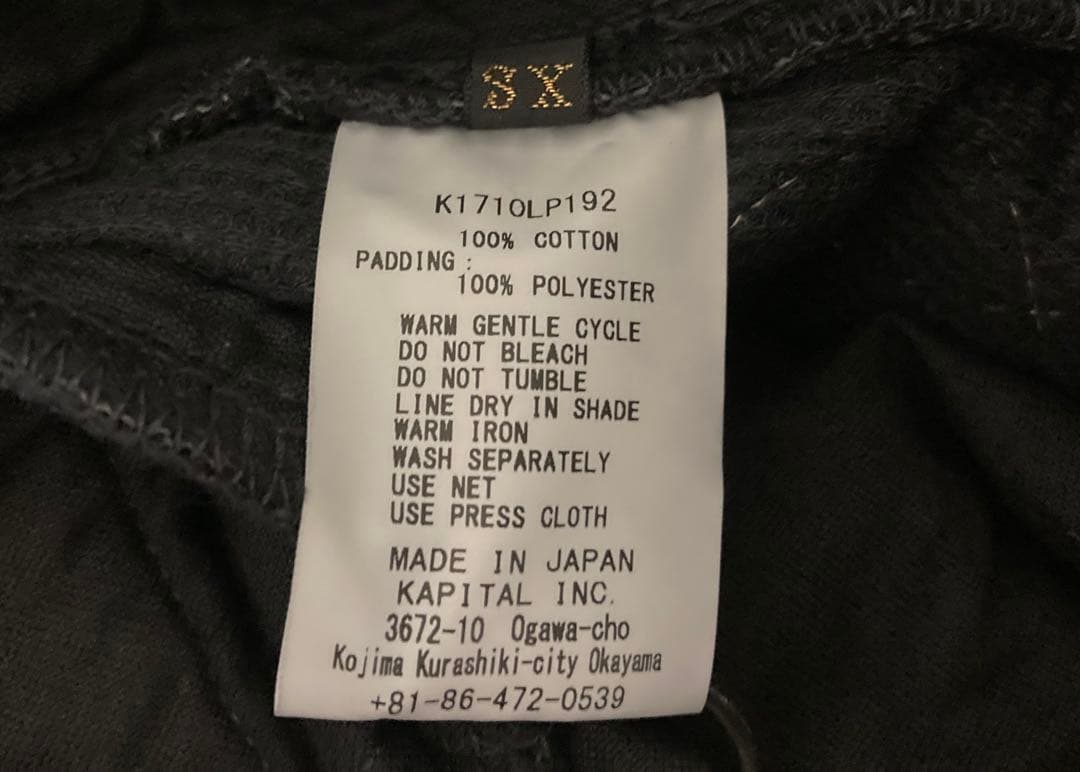 SX
K1710LP192
100% COTTON
PADDING :
100% POLYESTER
WARM GENTLE CYCLE
DO NOT BLEACH
DO NOT TUMBLE
LINE DRY IN SHADE
WARM IRON
WASH SEPARATELY
USE NET
USE PRESS CLOTH
MADE IN JAPAN
KAPITAL INC.
3672-10 Ogawa-cho
Kojima Kurashiki-city Okayama
+81-86-472-0539